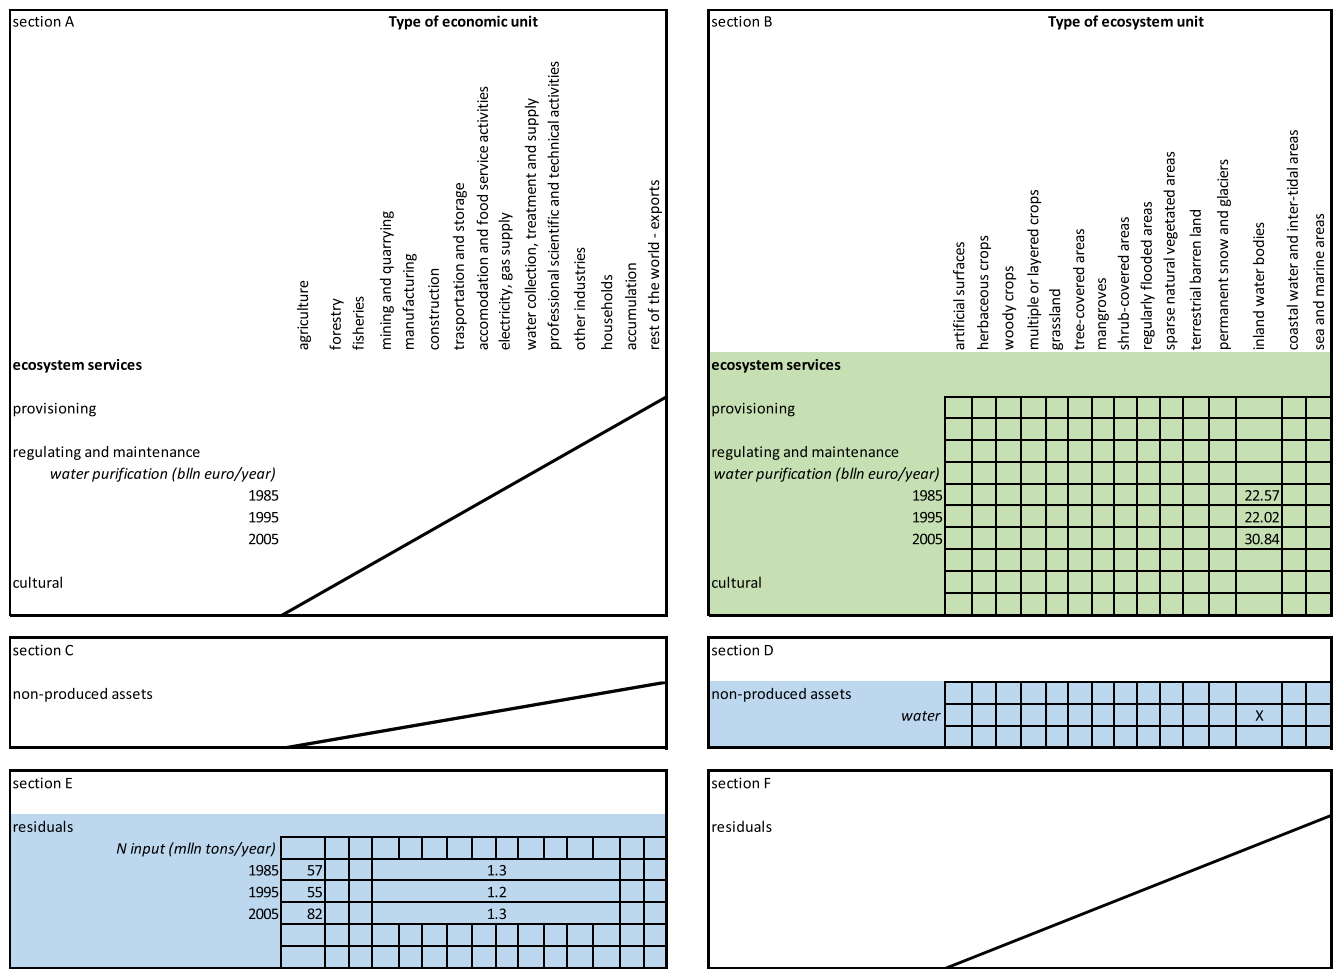 section A
Type of economic unit
agriculture
forestry
fisheries
mining and quarrying
manufacturing
construction
trasportation and storage
accomodation and food service activities
electricity, gas supply
water collection, treatment and supply
professional scientific and technical activities
other industries
households
accumulation
rest of the world - exports
ecosystem services
provisioning
regulating and maintenance
water purification (blln euro/year)
1985
1995
2005
cultural
section B
Type of ecosystem unit
artificial surfaces
herbaceous crops
woody crops
multiple or layered crops
grassland
tree-covered areas
mangroves
shrub-covered areas
regularly flooded areas
sparse natural vegetated areas
terrestrial barren land
permanent snow and glaciers
inland water bodies
coastal water and inter-tidal areas
sea and marine areas
ecosystem services
provisioning
regulating and maintenance
water purification (blln euro/year)
1985 22.57
1995 22.02
2005 30.84
cultural
section C
non-produced assets
section D
non-produced assets
water X
section E
residuals
N input (mlln tons/year)
1985 57 1.3
1995 55 1.2
2005 82 1.3
section F
residuals